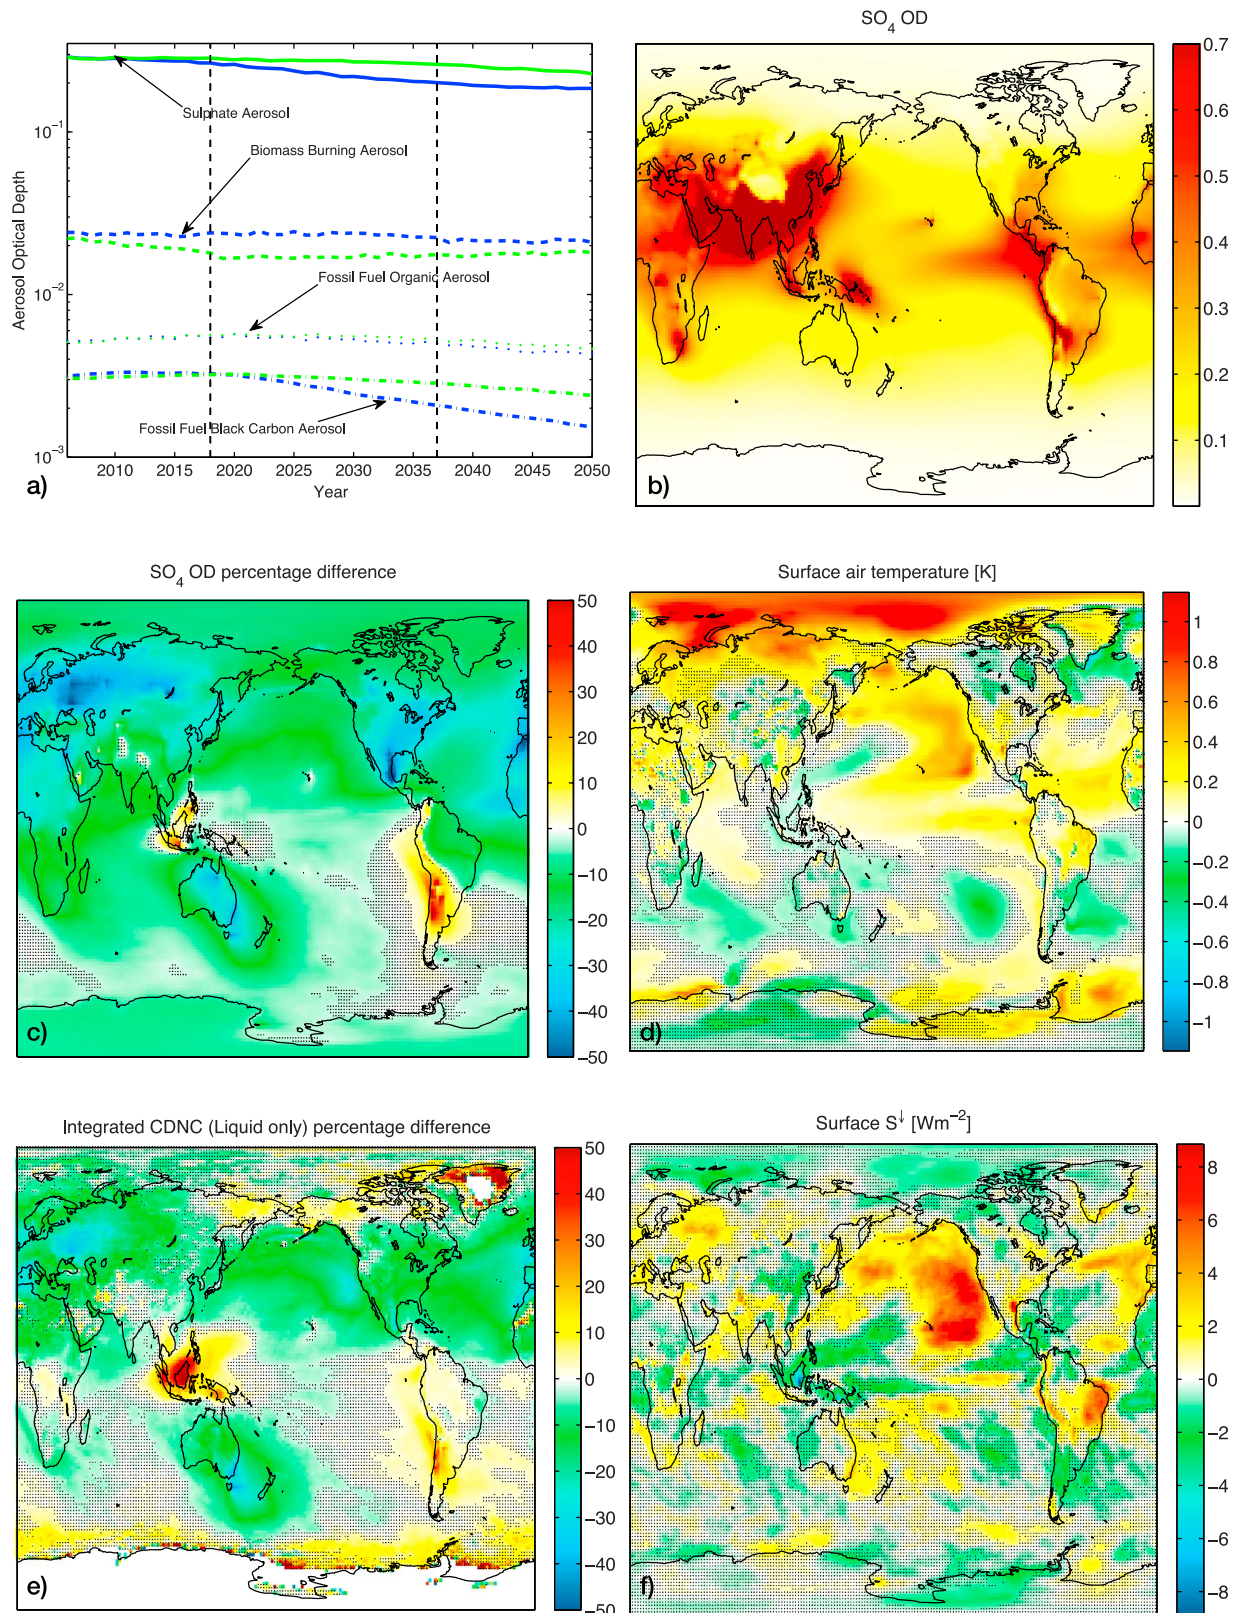 10⁻¹
10⁻²
10⁻³
Aerosol Optical Depth
Sulphate Aerosol
Biomass Burning Aerosol
Fossil Fuel Organic Aerosol
Fossil Fuel Black Carbon Aerosol
2010 2015 2020 2025 2030 2035 2040 2045 2050
Year
a)
SO₄ OD
0.7
0.6
0.5
0.4
0.3
0.2
0.1
b)
SO₄ OD percentage difference
50
40
30
20
10
0
−10
−20
−30
−40
−50
c)
Surface air temperature [K]
1
0.8
0.6
0.4
0.2
0
−0.2
−0.4
−0.6
−0.8
−1
d)
Integrated CDNC (Liquid only) percentage difference
50
40
30
20
10
0
−10
−20
−30
−40
−50
e)
Surface S↓ [Wm⁻²]
8
6
4
2
0
−2
−4
−6
−8
f)